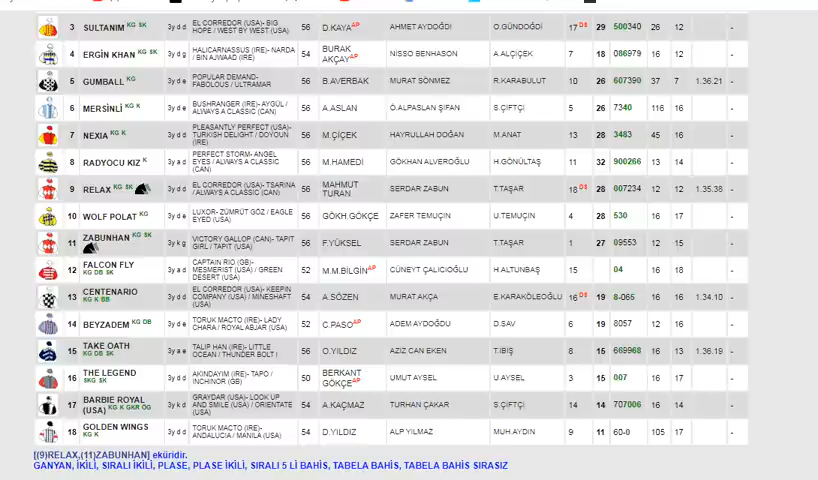 3 SULTANIM KG SK 3y d d EL CORREDOR (USA)- BIG HOPE / WEST BY WEST (USA) 56 D.KAYA AP AHMET AYDOĞDI O.GÜNDOĞDİ 17 DS 29 500340 26 12 -
4 ERGİN KHAN KG SK 3y d g HALICARNASSUS (IRE)- NARDA / BIN AJWAAD (IRE) 54 BURAK AKÇAY AP NİSSO BENHASON A.ALÇİÇEK 7 18 086979 16 12 -
5 GUMBALL KG 3y d e POPULAR DEMAND- FABOLOUS / ULTRAMAR 56 B.AVERBAK MURAT SÖNMEZ R.KARABULUT 10 26 607390 37 7 1.36.21 -
6 MERSİNLİ KG K 3y d e BUSHRANGER (IRE)- AYGÜL / ALWAYS A CLASSIC (CAN) 56 A.ASLAN Ö.ALPASLAN ŞIFAN S.ÇİFTÇİ 5 26 7340 116 16 -
7 NEXIA KG K 3y d d PLEASANTLY PERFECT (USA)- TURKISH DELIGHT / DOYOUN (IRE) 56 M.ÇİÇEK HAYRULLAH DOĞAN M.ANAT 13 28 3483 45 16 -
8 RADYOCU KIZ K 3y a d PERFECT STORM- ANGEL EYES / ALWAYS A CLASSIC (CAN) 56 M.HAMEDİ GÖKHAN ALVEROĞLU H.GÖNÜLTAŞ 11 32 900266 13 14 -
9 RELAX KG SK 3y d d EL CORREDOR (USA)- TSARINA / ALWAYS A CLASSIC (CAN) 56 MAHMUT TURAN SERDAR ZABUN T.TAŞAR 18 DS 28 007234 12 12 1.35.38 -
10 WOLF POLAT KG 3y d e LUXOR- ZÜMRÜT GÖZ / EAGLE EYED (USA) 56 GÖKH.GÖKÇE ZAFER TEMUÇİN U.TEMUÇİN 4 28 530 16 17 -
11 ZABUNHAN KG SK 3y k g VICTORY GALLOP (CAN)- TAPIT GIRL / TAPIT (USA) 56 F.YÜKSEL SERDAR ZABUN T.TAŞAR 1 27 09553 12 15 -
12 FALCON FLY KG DB SK 3y a d CAPTAIN RIO (GB)- MESMERIST (USA) / GREEN DESERT (USA) 52 M.M.BİLGİN AP CÜNEYT ÇALICIOĞLU H.ALTUNBAŞ 15 04 16 18 -
13 CENTENARIO KG K BB 3y d d EL CORREDOR (USA)- KEEPIN COMPANY (USA) / MINESHAFT (USA) 54 A.SÖZEN MURAT AKÇA E.KARAKÖLEOĞLU 16 DS 19 8-065 16 16 1.34.10 -
14 BEYZADEM KG DB 3y d e TORUK MACTO (IRE)- LADY CHARA / ROYAL ABJAR (USA) 52 C.PASO AP ADEM AYDOĞDU D.SAV 6 19 8057 12 16 -
15 TAKE OATH KG DB SK 3y a e TALIP HAN (IRE)- LITTLE OCEAN / THUNDER BOLT I 56 O.YILDIZ AZIZ CAN EKEN T.İBİŞ 8 15 669968 16 13 1.36.19 -
16 THE LEGEND SKG SK 3y d d AKINDAYIM (IRE)- TAPO / INCHINOR (GB) 50 BERKANT GÖKÇE AP UMUT AYSEL U.AYSEL 3 15 007 16 17 -
17 BARBIE ROYAL (USA) KG K GKR ÖG 3y k d GRAYDAR (USA)- LOOK UP AND SMILE (USA) / ORIENTATE (USA) 54 A.KAÇMAZ TURHAN ÇAKAR S.ÇİFTÇİ 14 14 707006 16 14 -
18 GOLDEN WINGS KG K 3y d d TORUK MACTO (IRE)- ANDALUCIA / MANILA (USA) 54 D.YILDIZ ALP YILMAZ MUH.AYDIN 9 11 60-0 105 17 -
[(9)RELAX,(11)ZABUNHAN] eküridir.
GANYAN, İKİLİ, SIRALI İKİLİ, PLASE, PLASE İKİLİ, SIRALI 5 Lİ BAHİS, TABELA BAHİS, TABELA BAHİS SIRASIZ